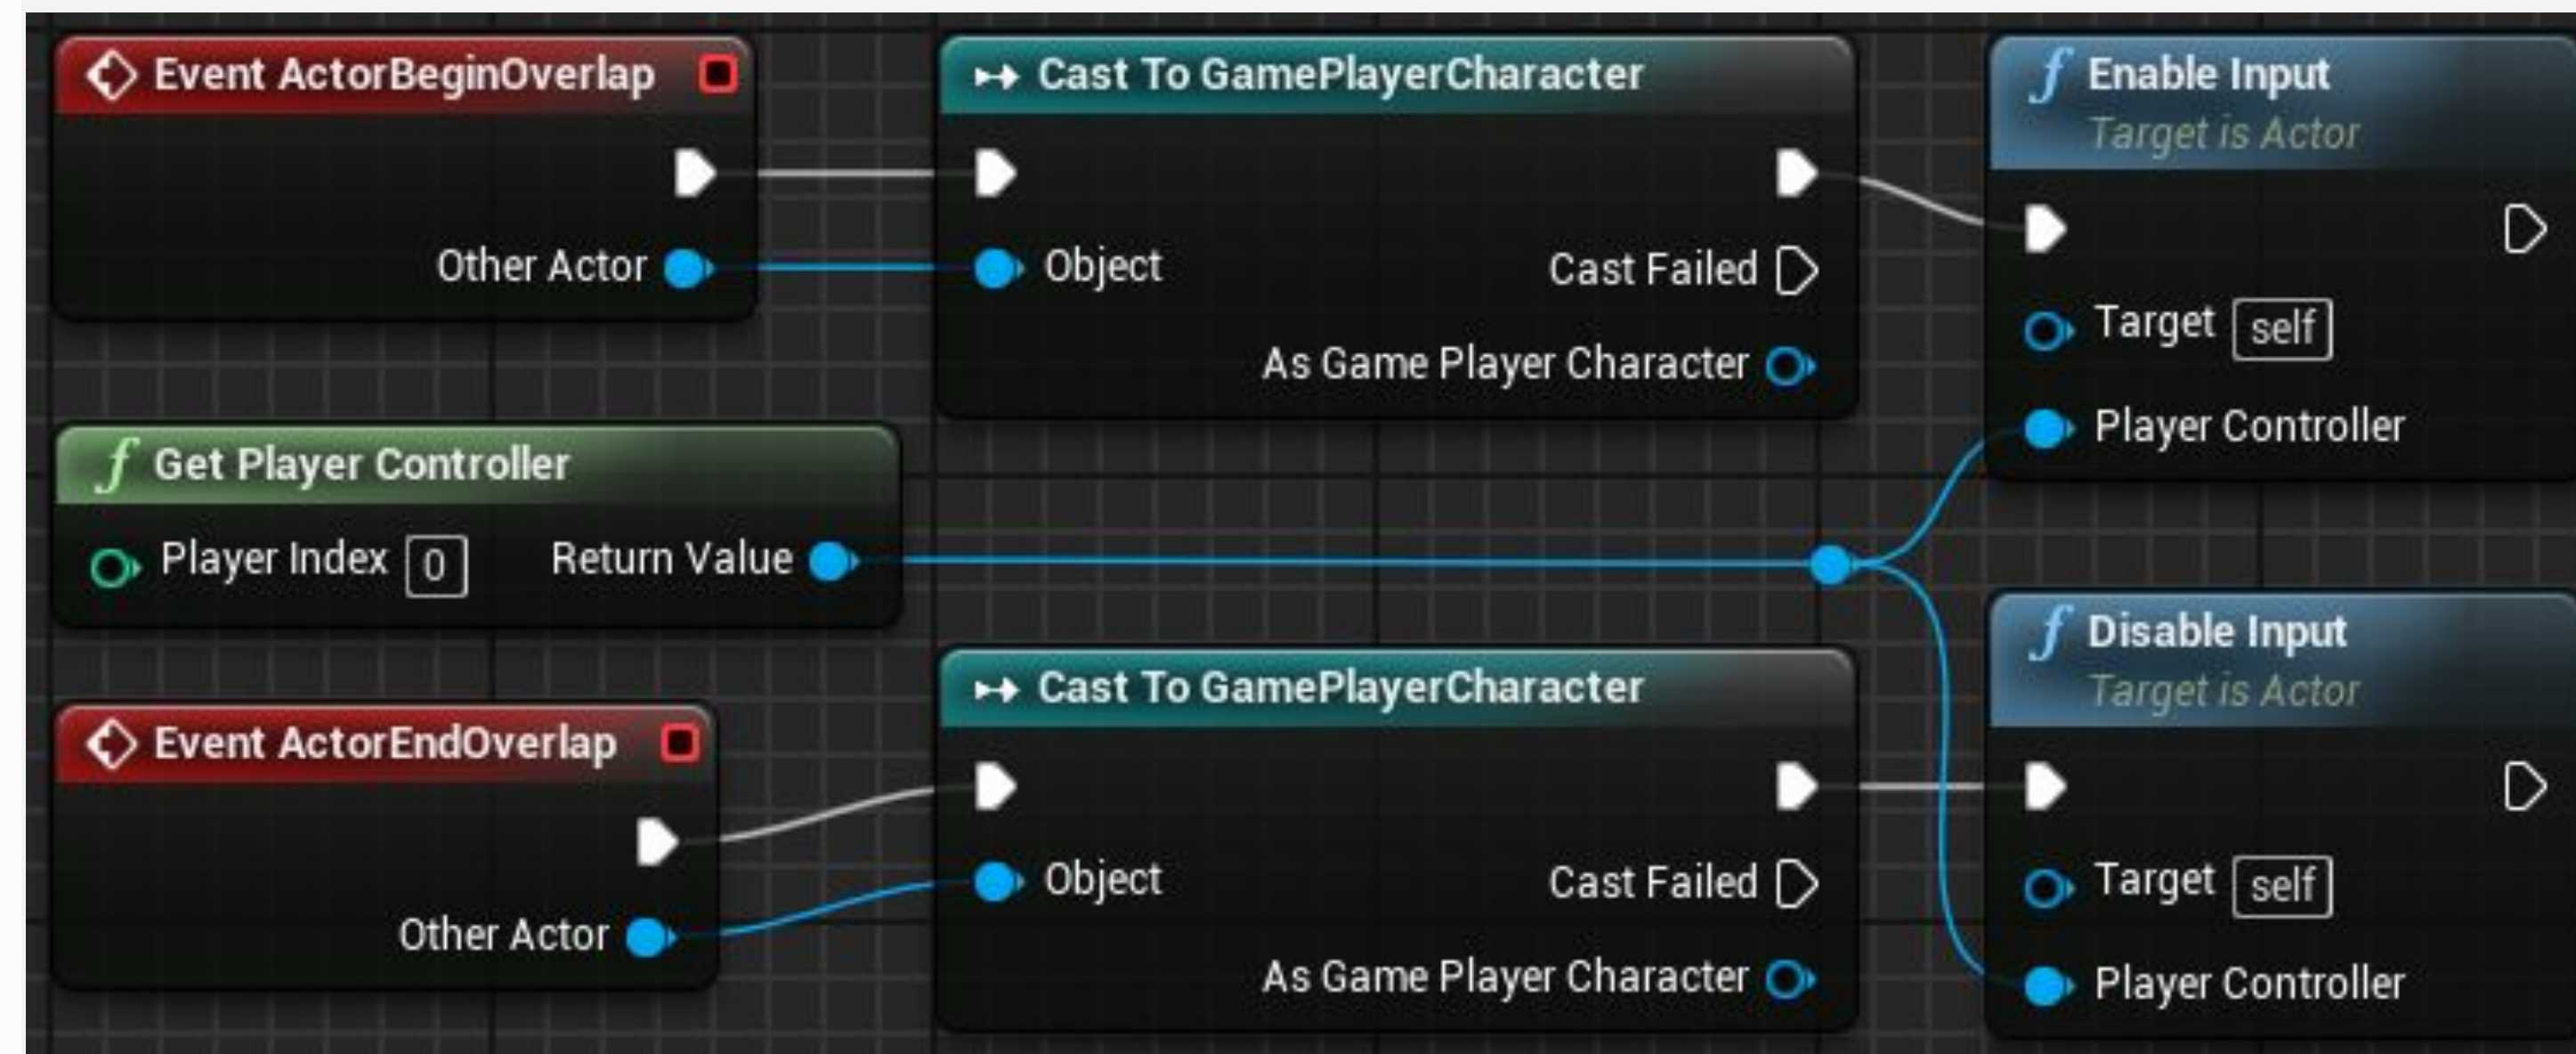 Event ActorBeginOverlap
Other Actor
Cast To GamePlayerCharacter
Object
Cast Failed
As Game Player Character
Enable Input
Target is Actor
Target self
Player Controller
Get Player Controller
Player Index 0 Return Value
Event ActorEndOverlap
Other Actor
Cast To GamePlayerCharacter
Object
Cast Failed
As Game Player Character
Disable Input
Target is Actor
Target self
Player Controller